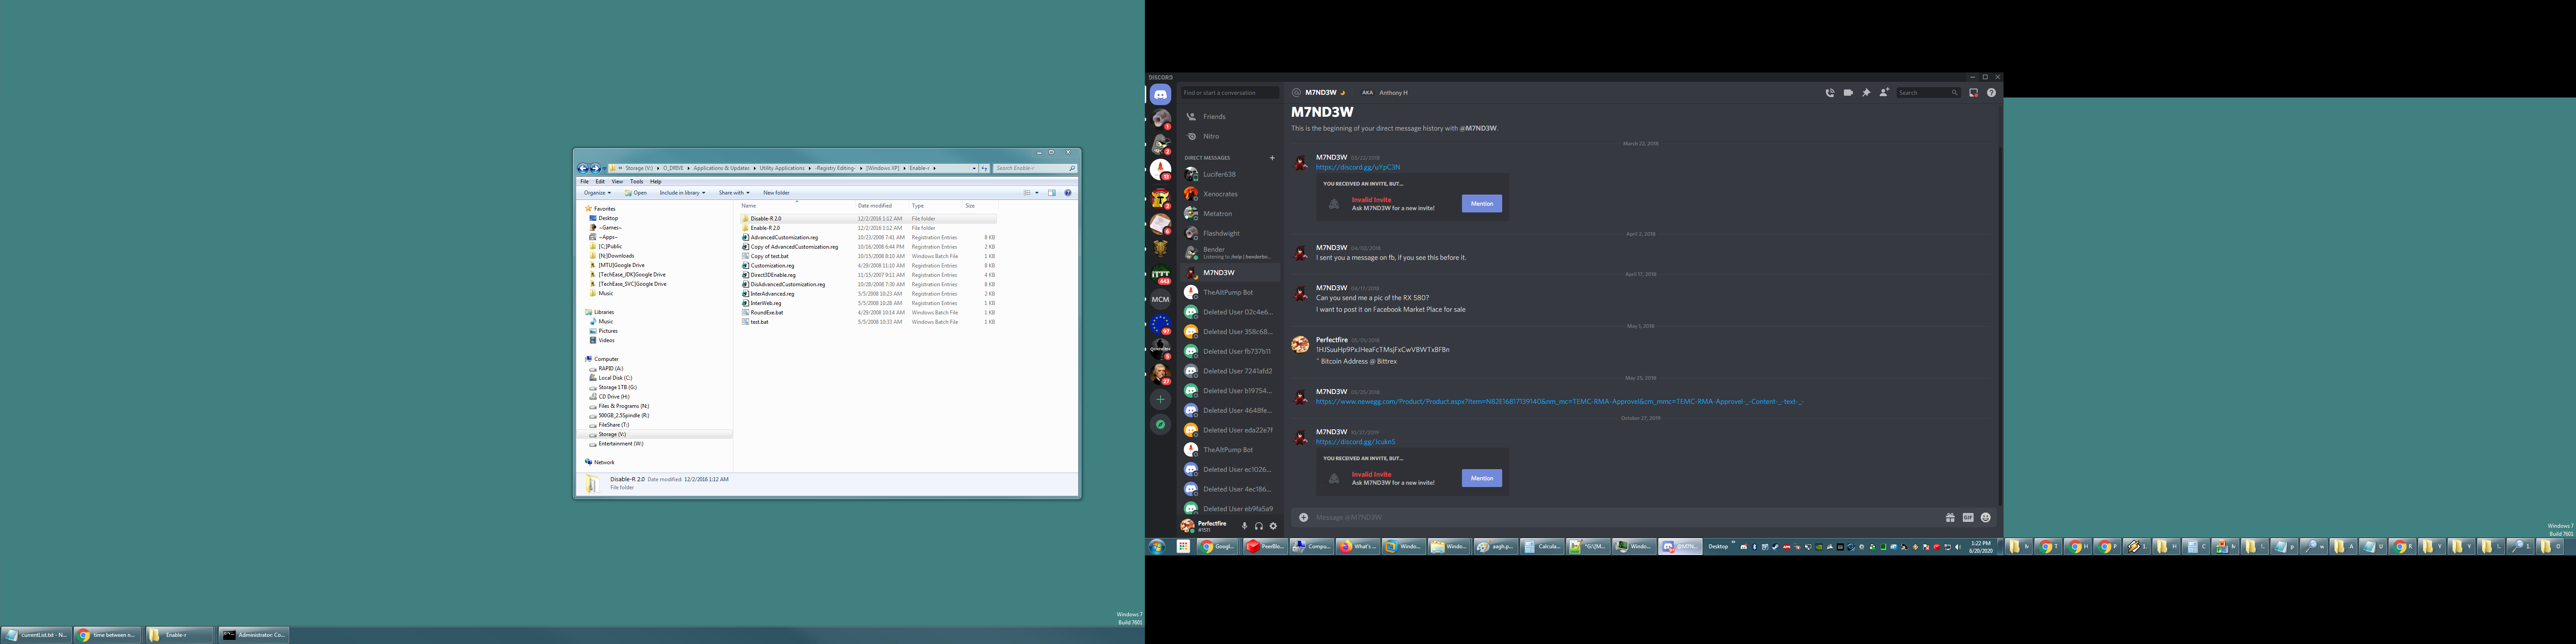 Storage (V:) ▸ O_DRIVE ▸ Applications & Updates ▸ Utility Applications ▸ -Registry Editing- ▸ [Windows XP] ▸ Enable-r ▸
Search Enable-r
File Edit View Tools Help
Organize Open Include in library Share with New folder
Favorites
Desktop
~Games~
~Apps~
[C]Public
[N]Downloads
[MTU]Google Drive
[TechEase_JDK]Google Drive
[TechEase_SVC]Google Drive
Music
Libraries
Music
Pictures
Videos
Computer
RAPID (A:)
Local Disk (C:)
Storage 1TB (G:)
CD Drive (H:)
Files & Programs (N:)
500GB_2.5Spindle (R:)
FileShare (T:)
Storage (V:)
Entertainment (W:)
Network
Name Date modified Type Size
Disable-R 2.0 12/2/2016 1:12 AM File folder
Enable-R 2.0 12/2/2016 1:12 AM File folder
AdvancedCustomization.reg 10/23/2008 7:41 AM Registration Entries 8 KB
Copy of AdvancedCustomization.reg 10/16/2008 6:44 PM Registration Entries 2 KB
Copy of test.bat 10/15/2008 8:10 AM Windows Batch File 1 KB
Customization.reg 4/29/2008 11:10 AM Registration Entries 8 KB
Direct3DEnable.reg 11/15/2007 9:11 AM Registration Entries 4 KB
DisAdvancedCustomization.reg 10/28/2008 7:30 AM Registration Entries 8 KB
InterAdvanced.reg 5/5/2008 10:23 AM Registration Entries 2 KB
InterWeb.reg 5/5/2008 10:28 AM Registration Entries 1 KB
RoundExe.bat 4/29/2008 10:14 AM Windows Batch File 1 KB
test.bat 5/5/2008 10:33 AM Windows Batch File 1 KB
Disable-R 2.0 Date modified: 12/2/2016 1:12 AM
File folder
Windows 7
Build 7601
currentList.txt - N...
time between n...
Enable-r
Administrator: Co...
DISCORD
Find or start a conversation
Friends
Nitro
DIRECT MESSAGES
Lucifer638
Xenocrates
Metatron
Flashdwight
Bender
M7ND3W
TheAltPump Bot
Deleted User 02c4e6...
Deleted User 358c68...
Deleted User fb737b11
Deleted User 7241afd2
Deleted User b19754...
Deleted User 4648fe...
Deleted User eda22e7f
TheAltPump Bot
Deleted User ec1026...
Deleted User 4ec186...
Deleted User eb9fa5a9
Perfectfire
#1511
MCM
443
M7ND3W AKA Anthony H
Search
M7ND3W
This is the beginning of your direct message history with @M7ND3W.
March 22, 2018
M7ND3W 03/22/2018
https://discord.gg/uYpC3N
YOU RECEIVED AN INVITE, BUT...
Invalid Invite
Ask M7ND3W for a new invite!
Mention
April 2, 2018
M7ND3W 04/02/2018
I sent you a message on fb, if you see this before it.
April 17, 2018
M7ND3W 04/17/2018
Can you send me a pic of the RX 580?
I want to post it on Facebook Market Place for sale
May 1, 2018
Perfectfire 05/01/2018
^ Bitcoin Address @ Bittrex
May 25, 2018
M7ND3W 05/25/2018
https://www.newegg.com/Product/Product.aspx?Item=N82E16817139140&nm_mc=TEMC-RMA-Approvel&cm_mmc=TEMC-RMA-Approvel-_-Content-_-text-_-
October 27, 2019
M7ND3W 10/27/2019
https://discord.gg/JcuknS
YOU RECEIVED AN INVITE, BUT...
Invalid Invite
Ask M7ND3W for a new invite!
Mention
Message @M7ND3W
GIF
Googl...
PeerBlo...
Compu...
What's ...
Windo...
Windo...
aagh.p...
Calcula...
Windo...
@M7N...
Desktop
1:22 PM
6/20/2020
Windows 7
Build 7601